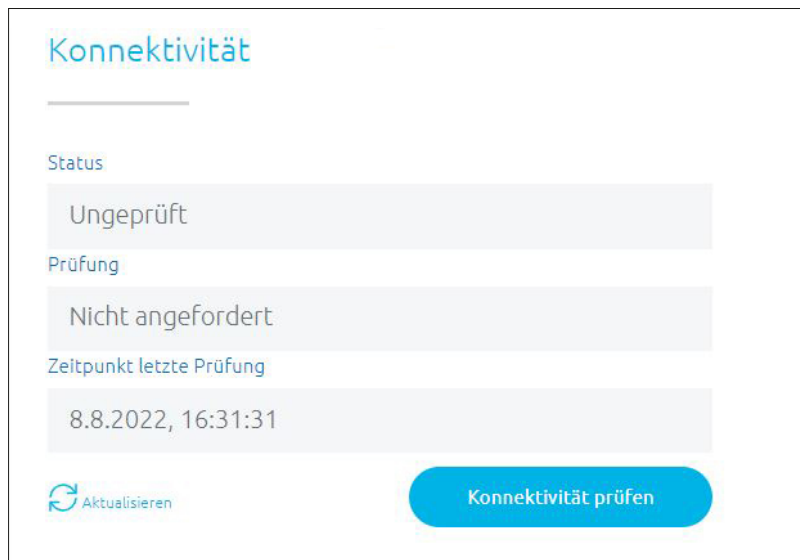 Konnektivität
Status
Ungeprüft
Prüfung
Nicht angefordert
Zeitpunkt letzte Prüfung
8.8.2022, 16:31:31
Aktualisieren
Konnektivität prüfen